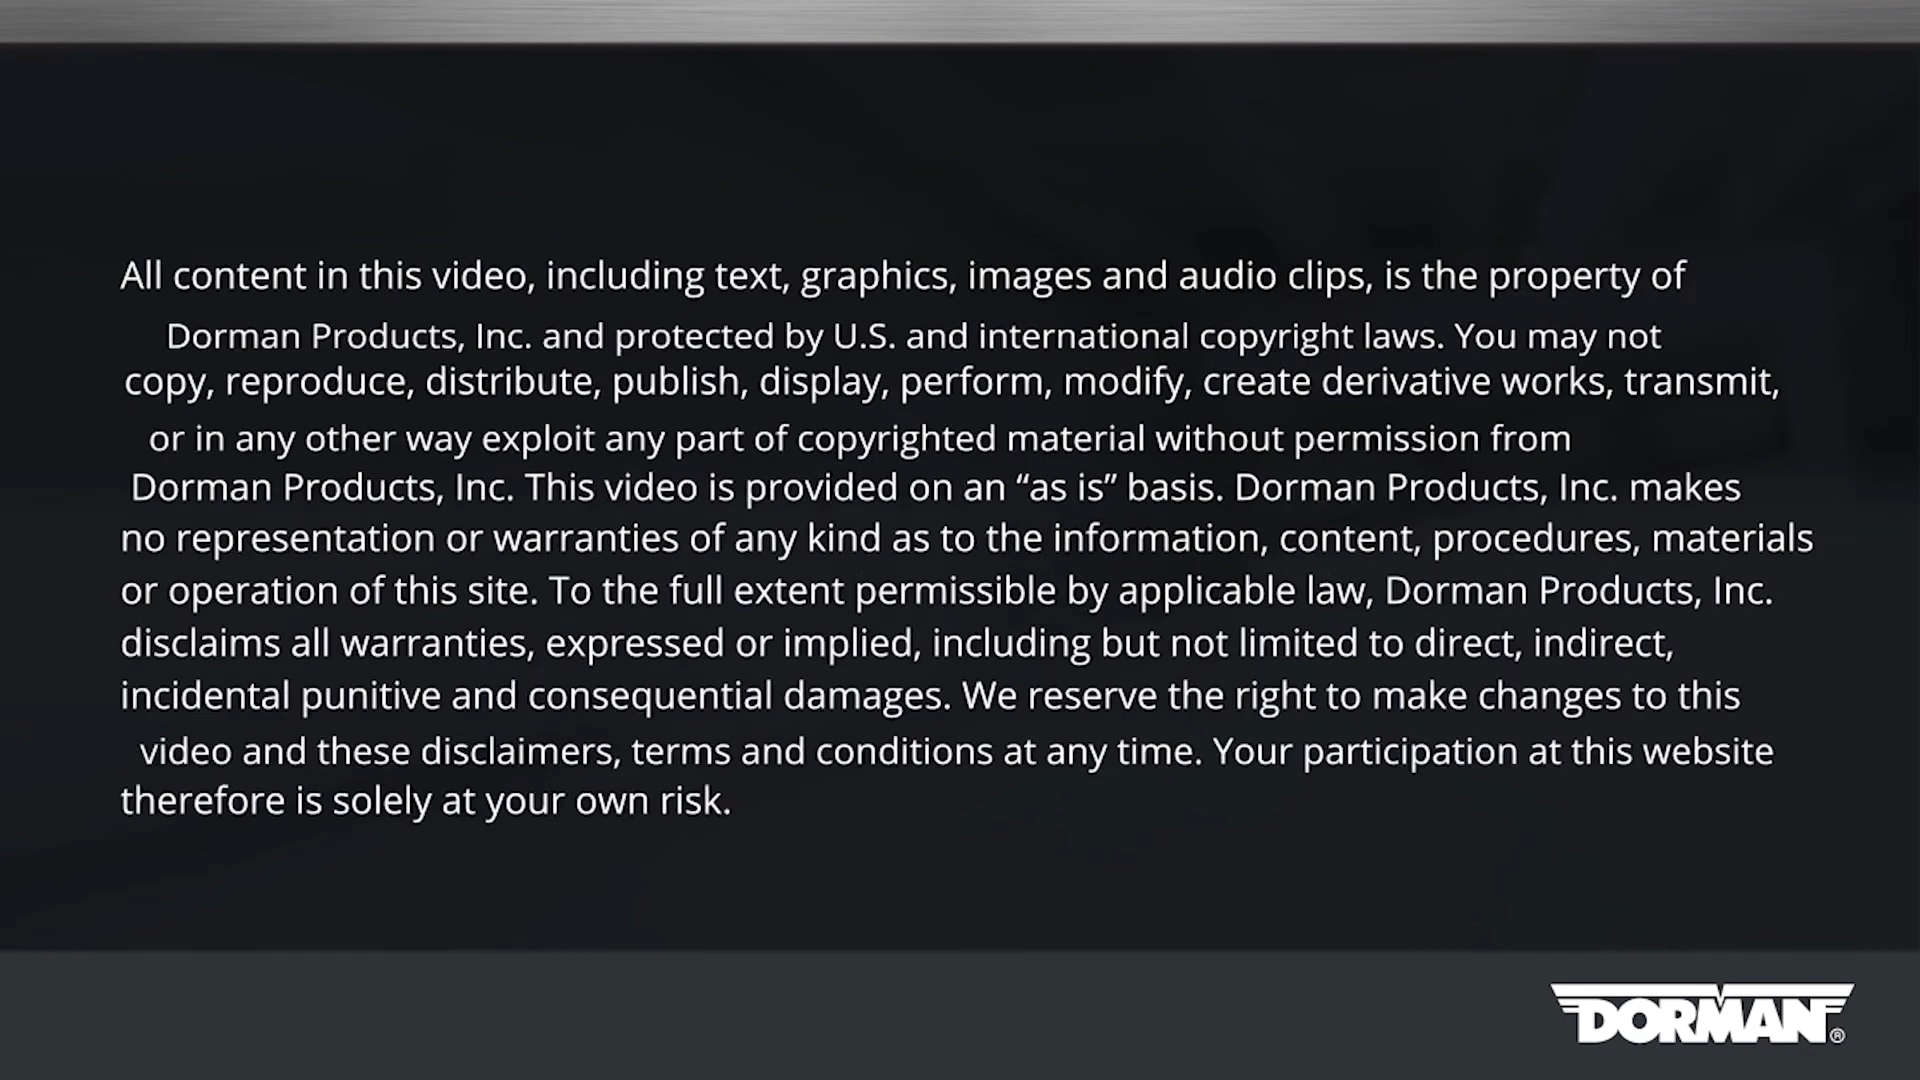 All content in this video, including text, graphics, images and audio clips, is the property of
Dorman Products, Inc. and protected by U.S. and international copyright laws. You may not
copy, reproduce, distribute, publish, display, perform, modify, create derivative works, transmit,
or in any other way exploit any part of copyrighted material without permission from
Dorman Products, Inc. This video is provided on an “as is” basis. Dorman Products, Inc. makes
no representation or warranties of any kind as to the information, content, procedures, materials
or operation of this site. To the full extent permissible by applicable law, Dorman Products, Inc.
disclaims all warranties, expressed or implied, including but not limited to direct, indirect,
incidental punitive and consequential damages. We reserve the right to make changes to this
video and these disclaimers, terms and conditions at any time. Your participation at this website
therefore is solely at your own risk.
DORMAN®